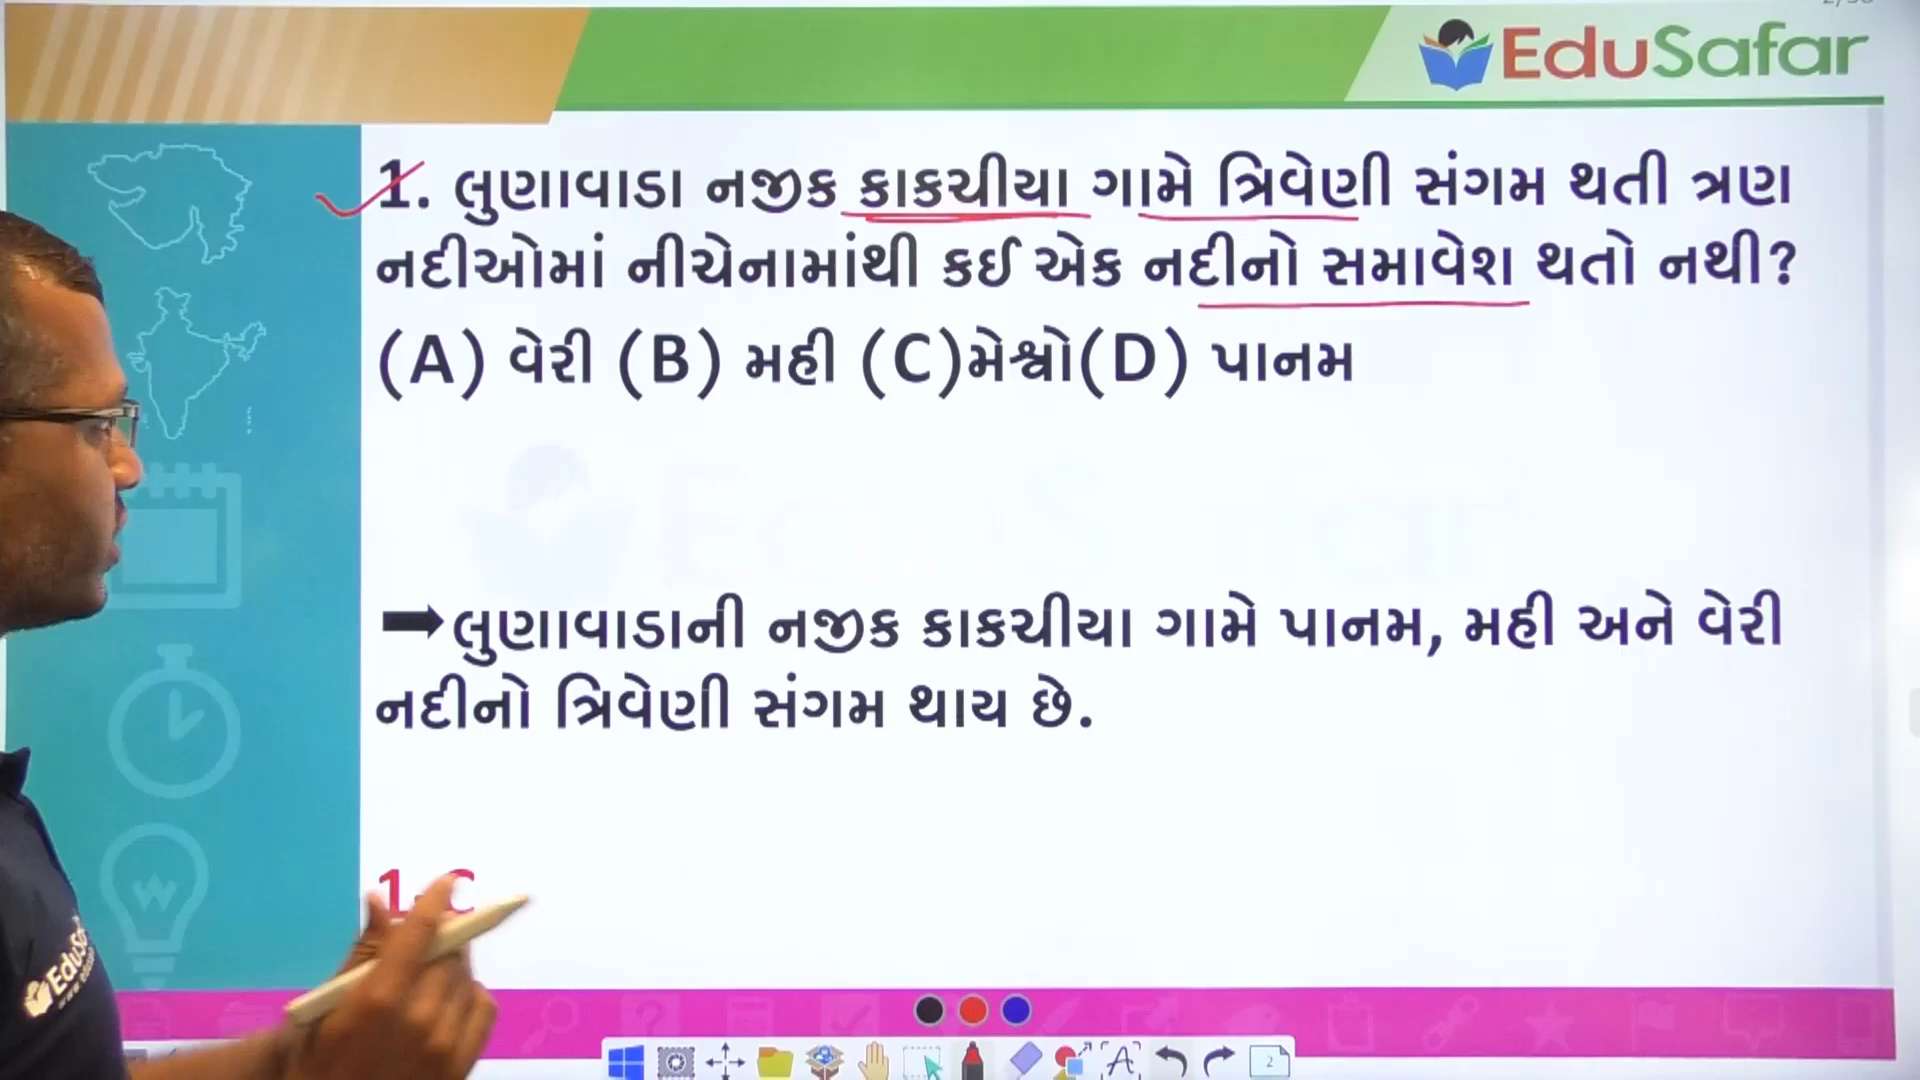 EduSafar
1. લુણાવાડા નજીક કાકચીયા ગામે ત્રિવેણી સંગમ થતી ત્રણ
નદીઓમાં નીચેનામાંથી કઈ એક નદીનો સમાવેશ થતો નથી?
(A) વેરી (B) મહી (C)મેશ્વો(D) પાનમ
➡લુણાવાડાની નજીક કાકચીયા ગામે પાનમ, મહી અને વેરી
નદીનો ત્રિવેણી સંગમ થાય છે.
1-C
2